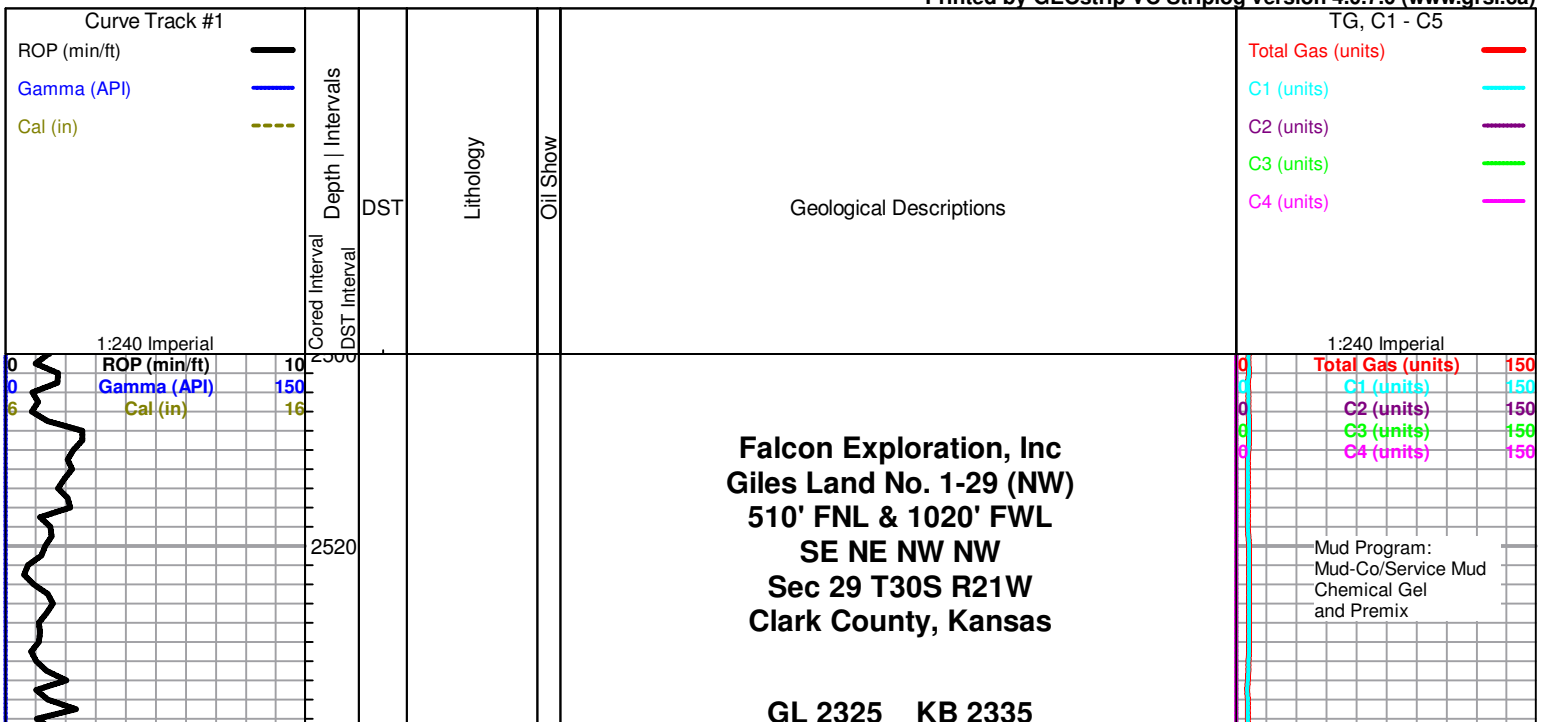 Curve Track #1
ROP (min/ft)
Gamma (API)
Cal (in)
1:240 Imperial
Depth | Intervals
Cored Interval
DST Interval
DST
Lithology
Oil Show
Geological Descriptions
TG, C1 - C5
Total Gas (units)
C1 (units)
C2 (units)
C3 (units)
C4 (units)
1:240 Imperial
0 ROP (min/ft) 10
0 Gamma (API) 150
6 Cal (in) 16
2500
2520
Falcon Exploration, Inc
Giles Land No. 1-29 (NW)
510' FNL & 1020' FWL
SE NE NW NW
Sec 29 T30S R21W
Clark County, Kansas
GL 2325 KB 2335
0 Total Gas (units) 150
0 C1 (units) 150
0 C2 (units) 150
0 C3 (units) 150
0 C4 (units) 150
Mud Program:
Mud-Co/Service Mud
Chemical Gel
and Premix